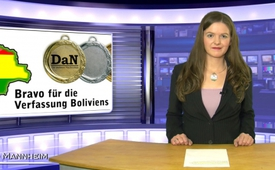 DaN
Bravo für die
Verfassung Boliviens
MANNHEIM